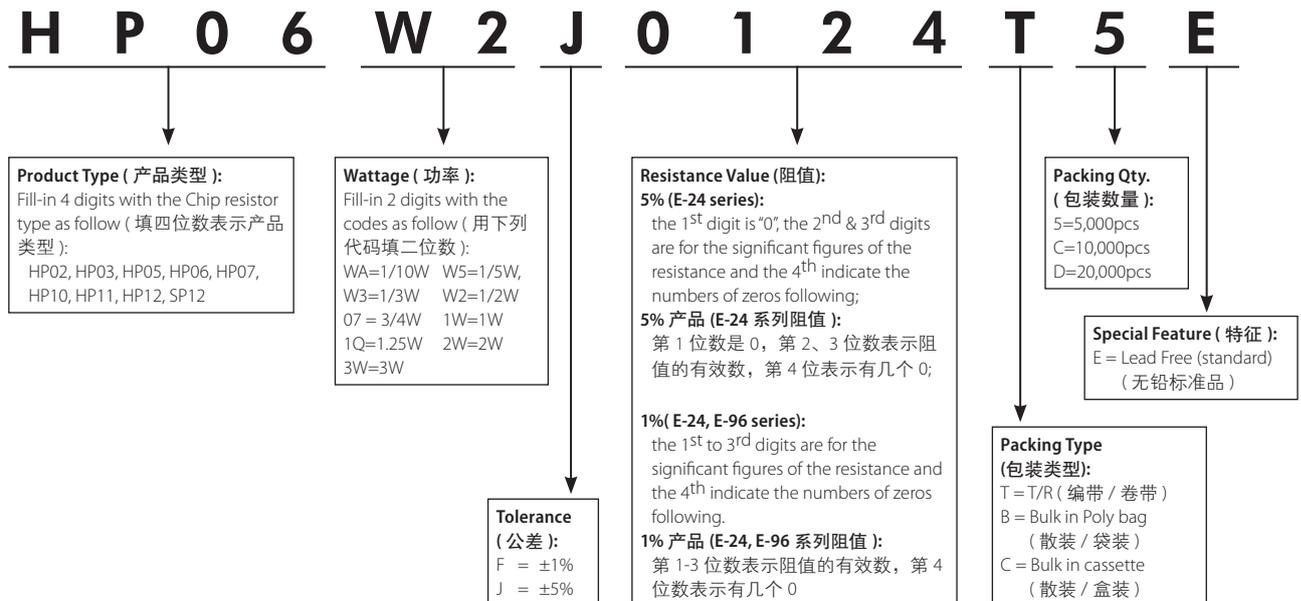 HP06 W2 J 0124 T 5 E
Product Type ( 产品类型 ):
Fill-in 4 digits with the Chip resistor
type as follow ( 填四位数表示产品
类型 ):
HP02, HP03, HP05, HP06, HP07,
HP10, HP11, HP12, SP12
Wattage ( 功率 ):
Fill-in 2 digits with the
codes as follow ( 用下列
代码填二位数 ):
WA=1/10W W5=1/5W,
W3=1/3W W2=1/2W
07 = 3/4W 1W=1W
1Q=1.25W 2W=2W
3W=3W
Tolerance
( 公差 ):
F = ±1%
J = ±5%
Resistance Value (阻值):
5% (E-24 series):
the 1st digit is “0”, the 2nd & 3rd digits
are for the significant figures of the
resistance and the 4th indicate the
numbers of zeros following;
5% 产品 (E-24 系列阻值 ):
第 1 位数是 0，第 2、3 位数表示阻
值的有效数，第 4 位表示有几个 0;
1%( E-24, E-96 series):
the 1st to 3rd digits are for the
significant figures of the resistance and
the 4th indicate the numbers of zeros
following.
1% 产品 (E-24, E-96 系列阻值 ):
第 1-3 位数表示阻值的有效数，第 4
位数表示有几个 0
Packing Type
(包装类型):
T = T/R ( 编带 / 卷带 )
B = Bulk in Poly bag
( 散装 / 袋装 )
C = Bulk in cassette
( 散装 / 盒装 )
Packing Qty.
( 包装数量 ):
5=5,000pcs
C=10,000pcs
D=20,000pcs
Special Feature ( 特征 ):
E = Lead Free (standard)
( 无铅标准品 )